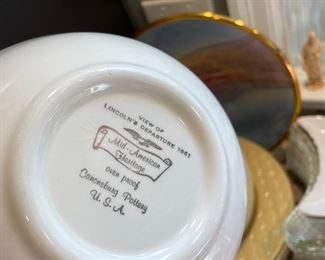 VIEW OF
LINCOLN'S DEPARTURE 1861
Mid-American
Heritage
oven proof
Canonsburg Pottery
U.S.A.